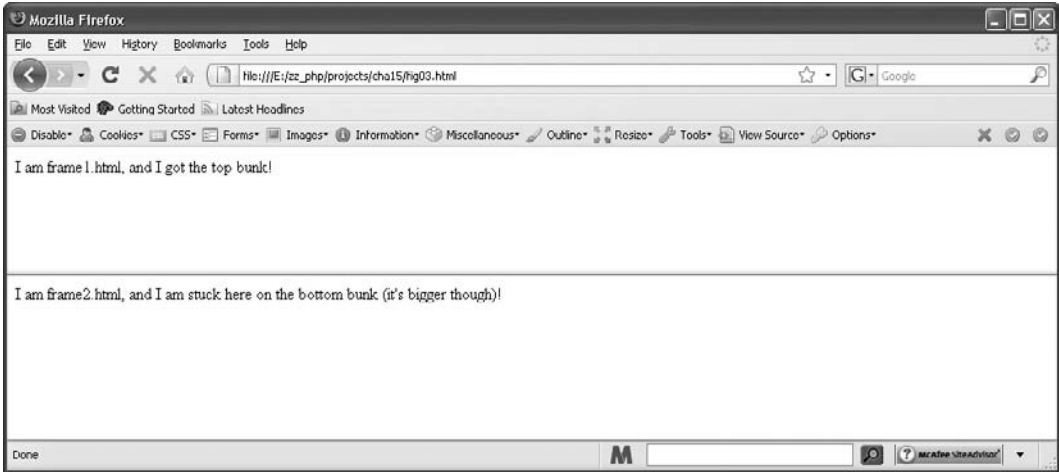 Mozilla Firefox
File Edit View History Bookmarks Tools Help
file:///E:/zz_php/projects/cha15/fig03.html G Google
Most Visited Getting Started Latest Headlines
Disable Cookies CSS Forms Images Information Miscellaneous Outline Resize Tools View Source Options
I am frame1.html, and I got the top bunk!
I am frame2.html, and I am stuck here on the bottom bunk (it's bigger though)!
Done M ? McAfee SiteAdvisor